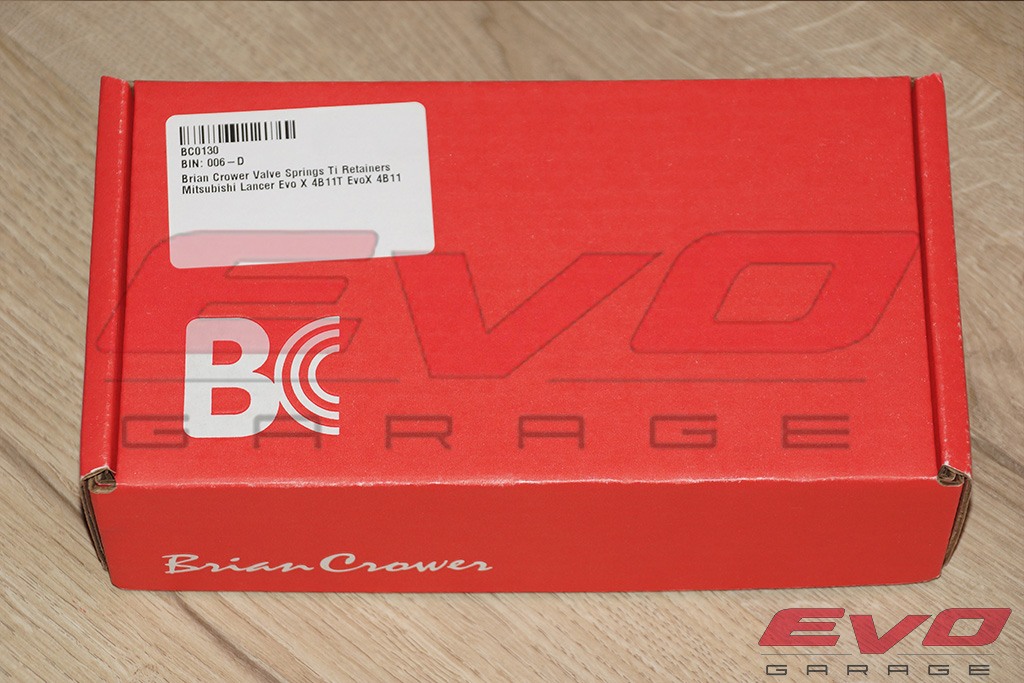 BC0130
BIN: 006-D
Brian Crower Valve Springs Ti Retainers
Mitsubishi Lancer Evo X 4B11T EvoX 4B11
EVO
GARAGE
BC
Brian Crower
EVO
GARAGE